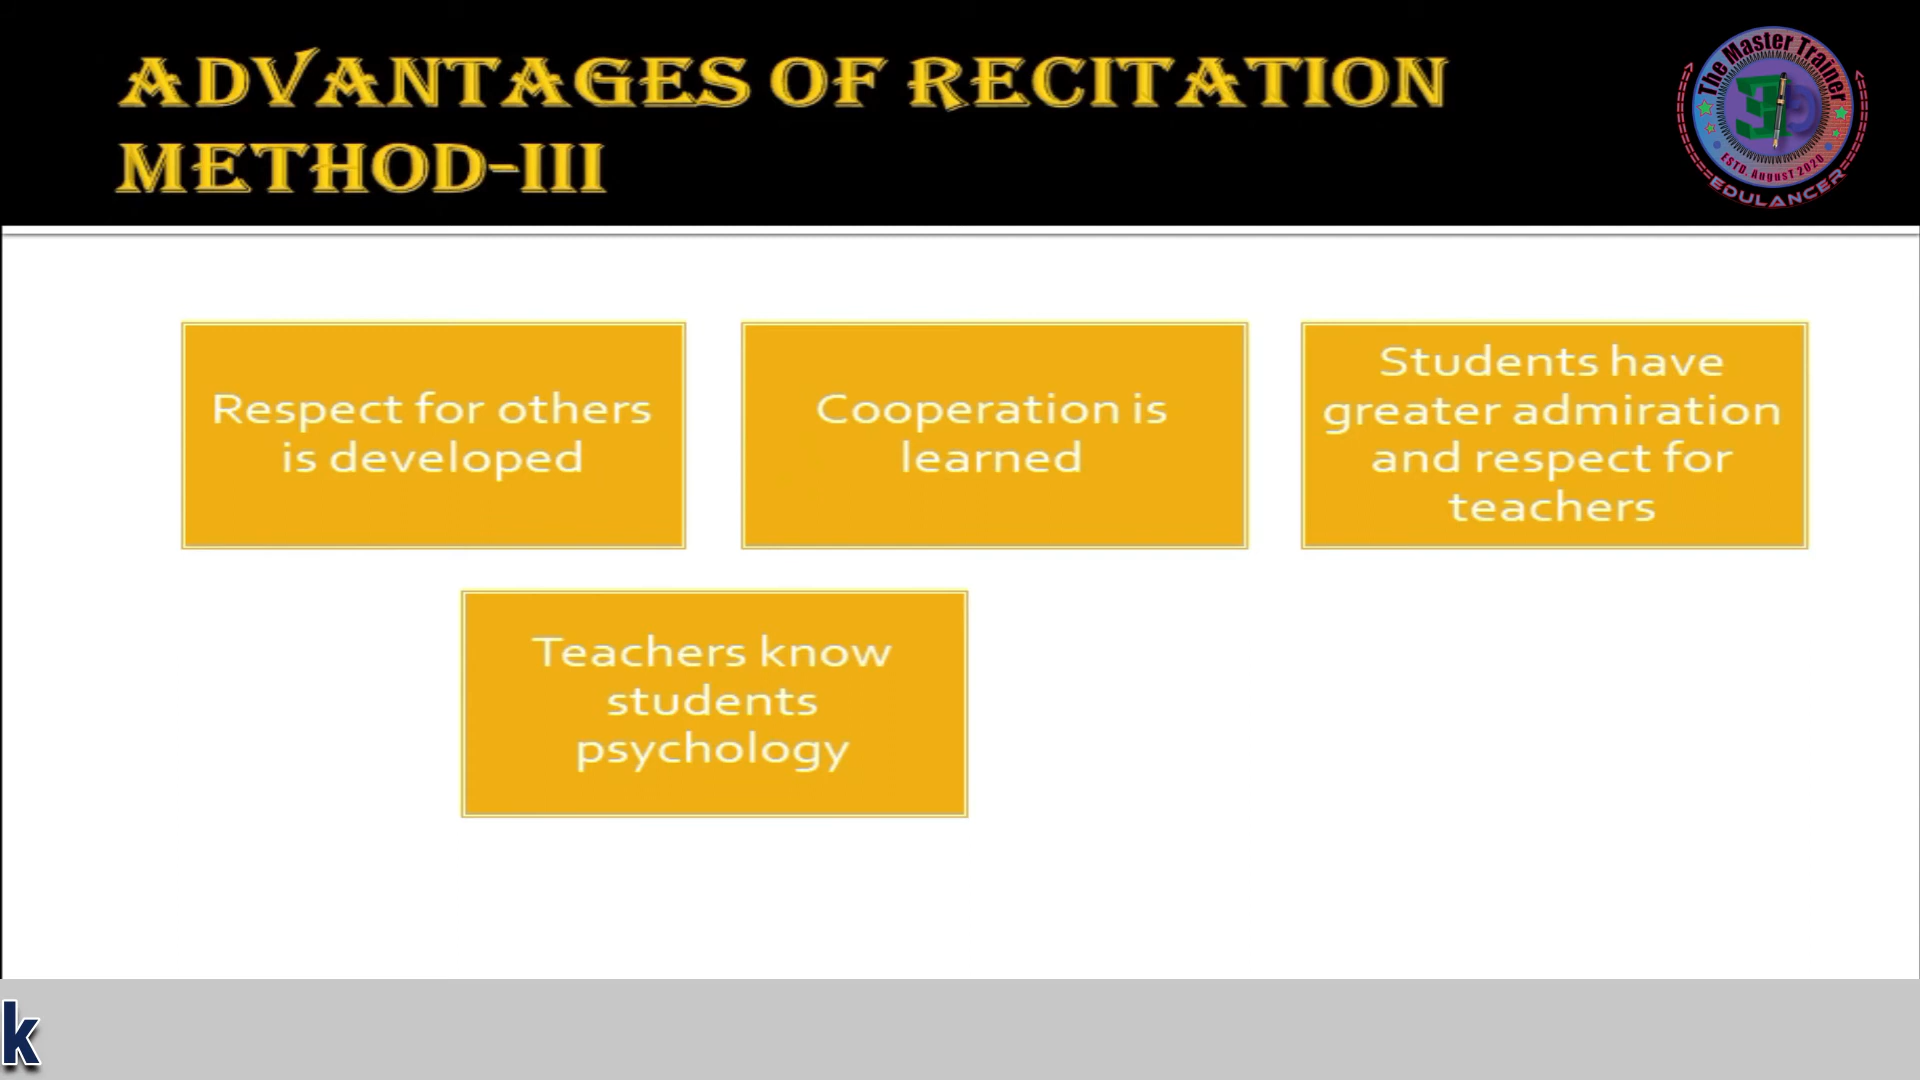 ADVANTAGES OF RECITATION
METHOD-III
The Master Trainer
ESTD. AugusT 2020
EDULANCER
Respect for others
is developed
Cooperation is
learned
Students have
greater admiration
and respect for
teachers
Teachers know
students
psychology
k